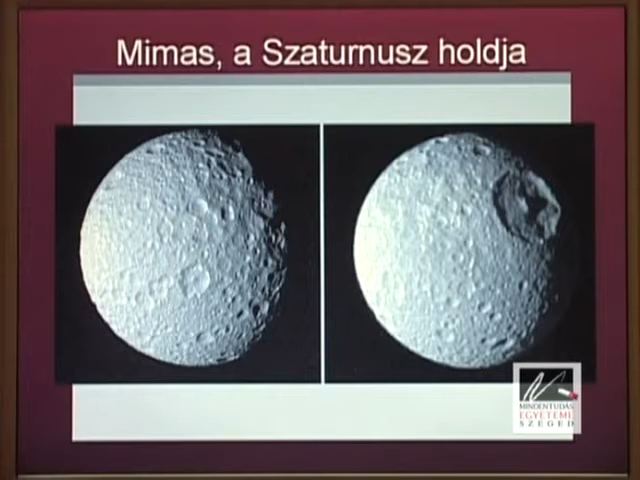 Mimas, a Szaturnusz holdja
MINDENTUDÁS
EGYETEME
SZEGED